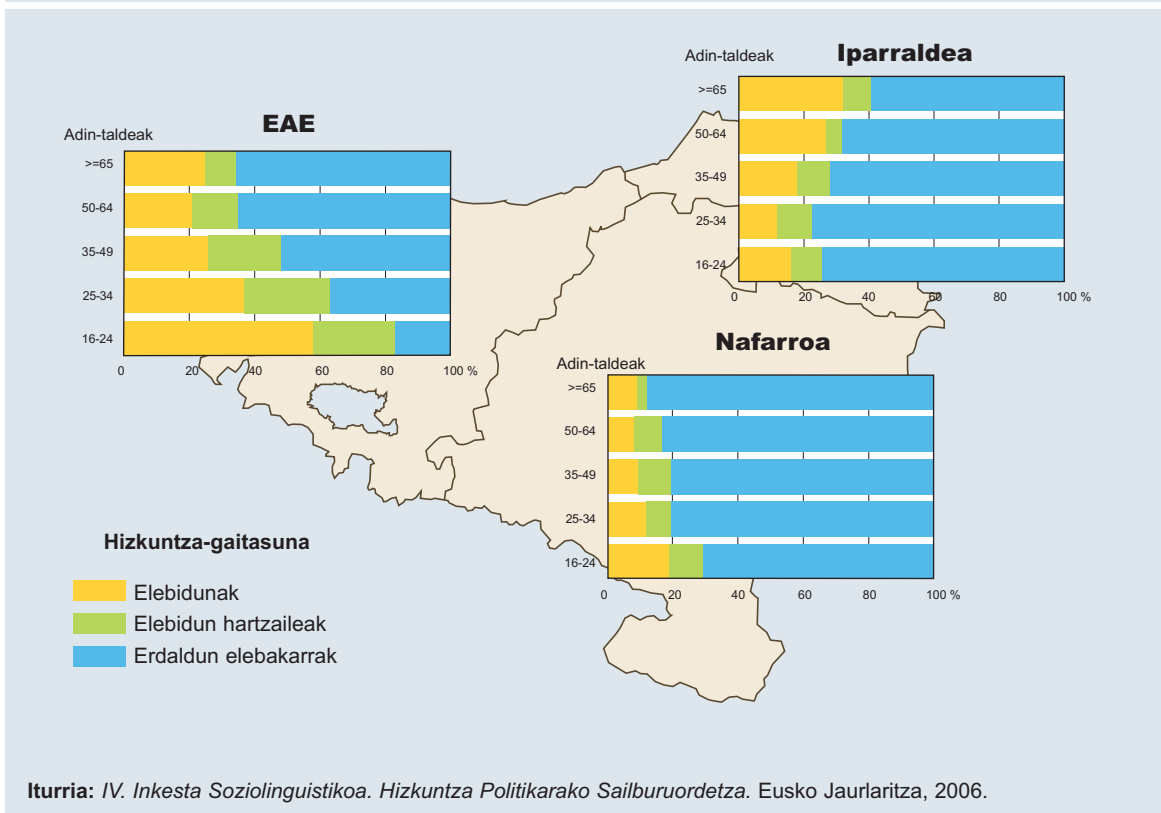 Iparraldea
Adin-taldeak
>=65
50-64
35-49
25-34
16-24
0 20 40 60 80 100 %
EAE
Adin-taldeak
>=65
50-64
35-49
25-34
16-24
0 20 40 60 80 100 %
Nafarroa
Adin-taldeak
>=65
50-64
35-49
25-34
16-24
0 20 40 60 80 100 %
Hizkuntza-gaitasuna
Elebidunak
Elebidun hartzaileak
Erdaldun elebakarrak
Iturria: IV. Inkesta Soziolinguistikoa. Hizkuntza Politikarako Sailburuordetza. Eusko Jaurlaritza, 2006.